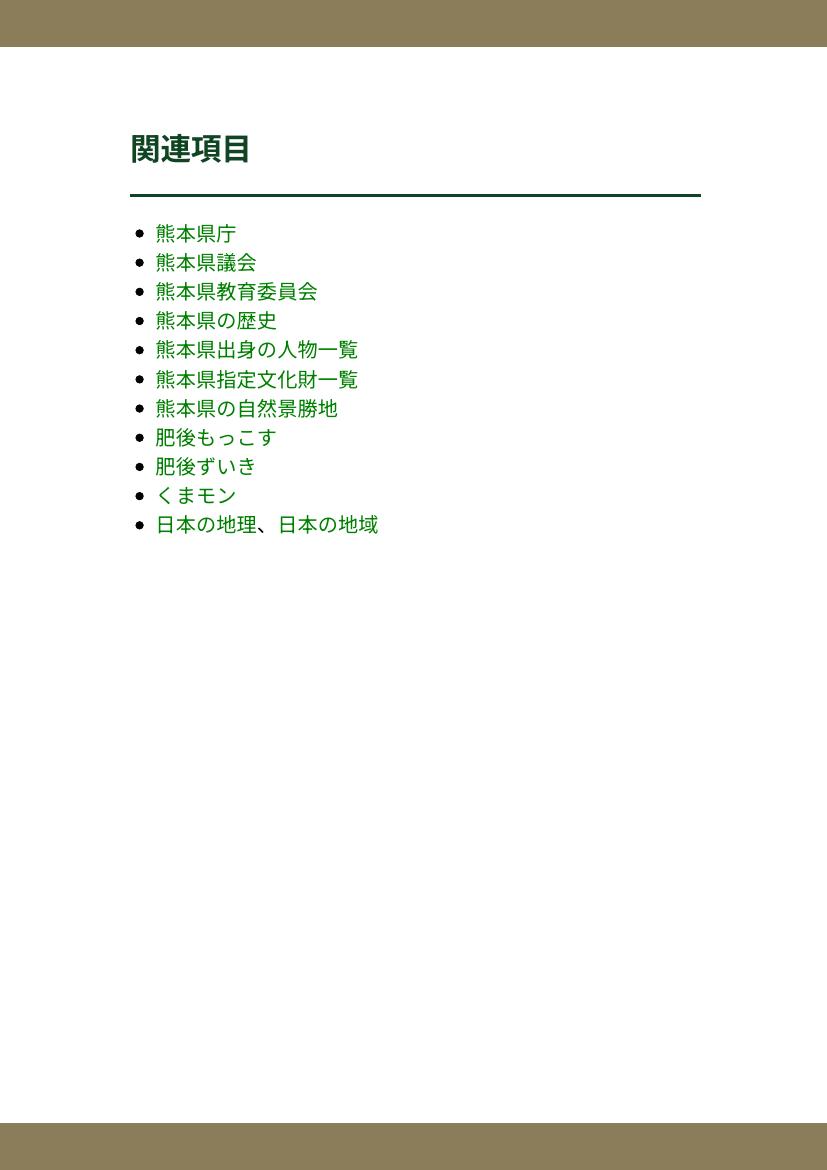 関連項目
熊本県庁
熊本県議会
熊本県教育委員会
熊本県の歴史
熊本県出身の人物一覧
熊本県指定文化財一覧
熊本県の自然景勝地
肥後もっこす
肥後ずいき
くまモン
日本の地理、日本の地域